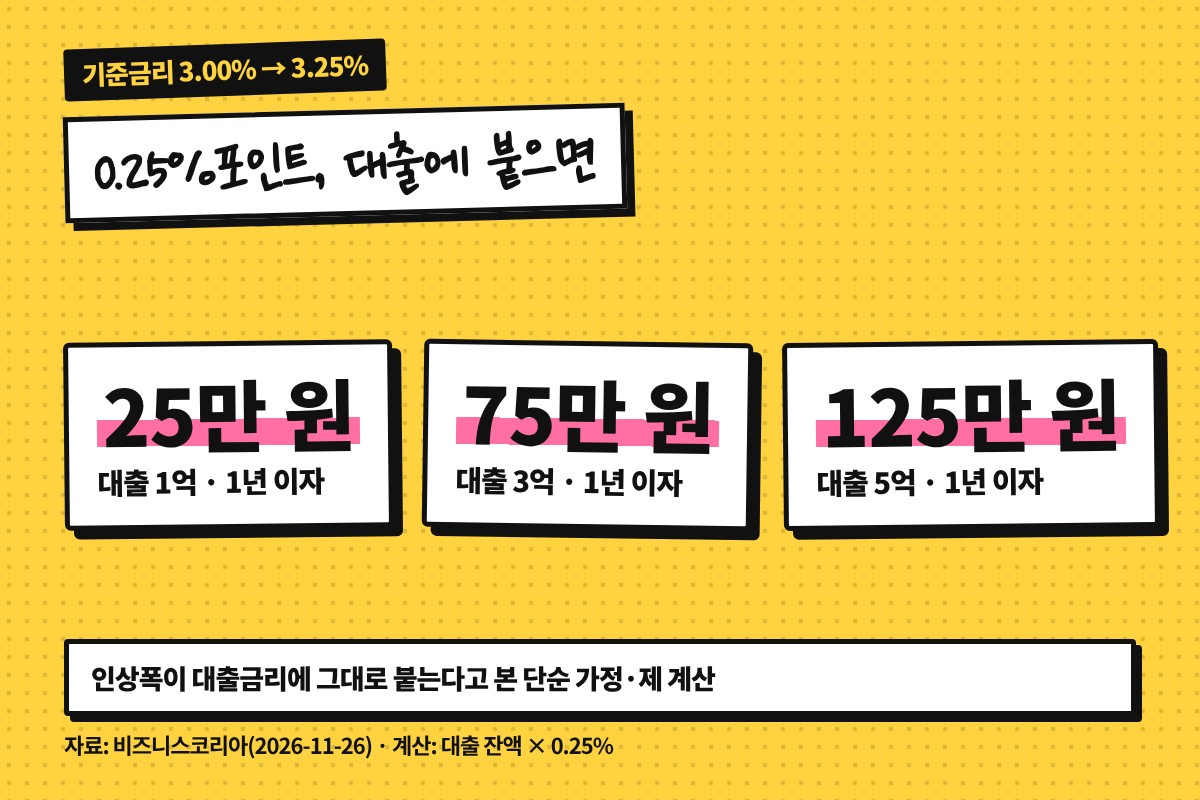 기준금리 3.00% → 3.25%
0.25%포인트, 대출에 붙으면
25만 원
대출 1억 · 1년 이자
75만 원
대출 3억 · 1년 이자
125만 원
대출 5억 · 1년 이자
인상폭이 대출금리에 그대로 붙는다고 본 단순 가정·제 계산
자료: 비즈니스코리아(2026-11-26) · 계산: 대출 잔액 × 0.25%